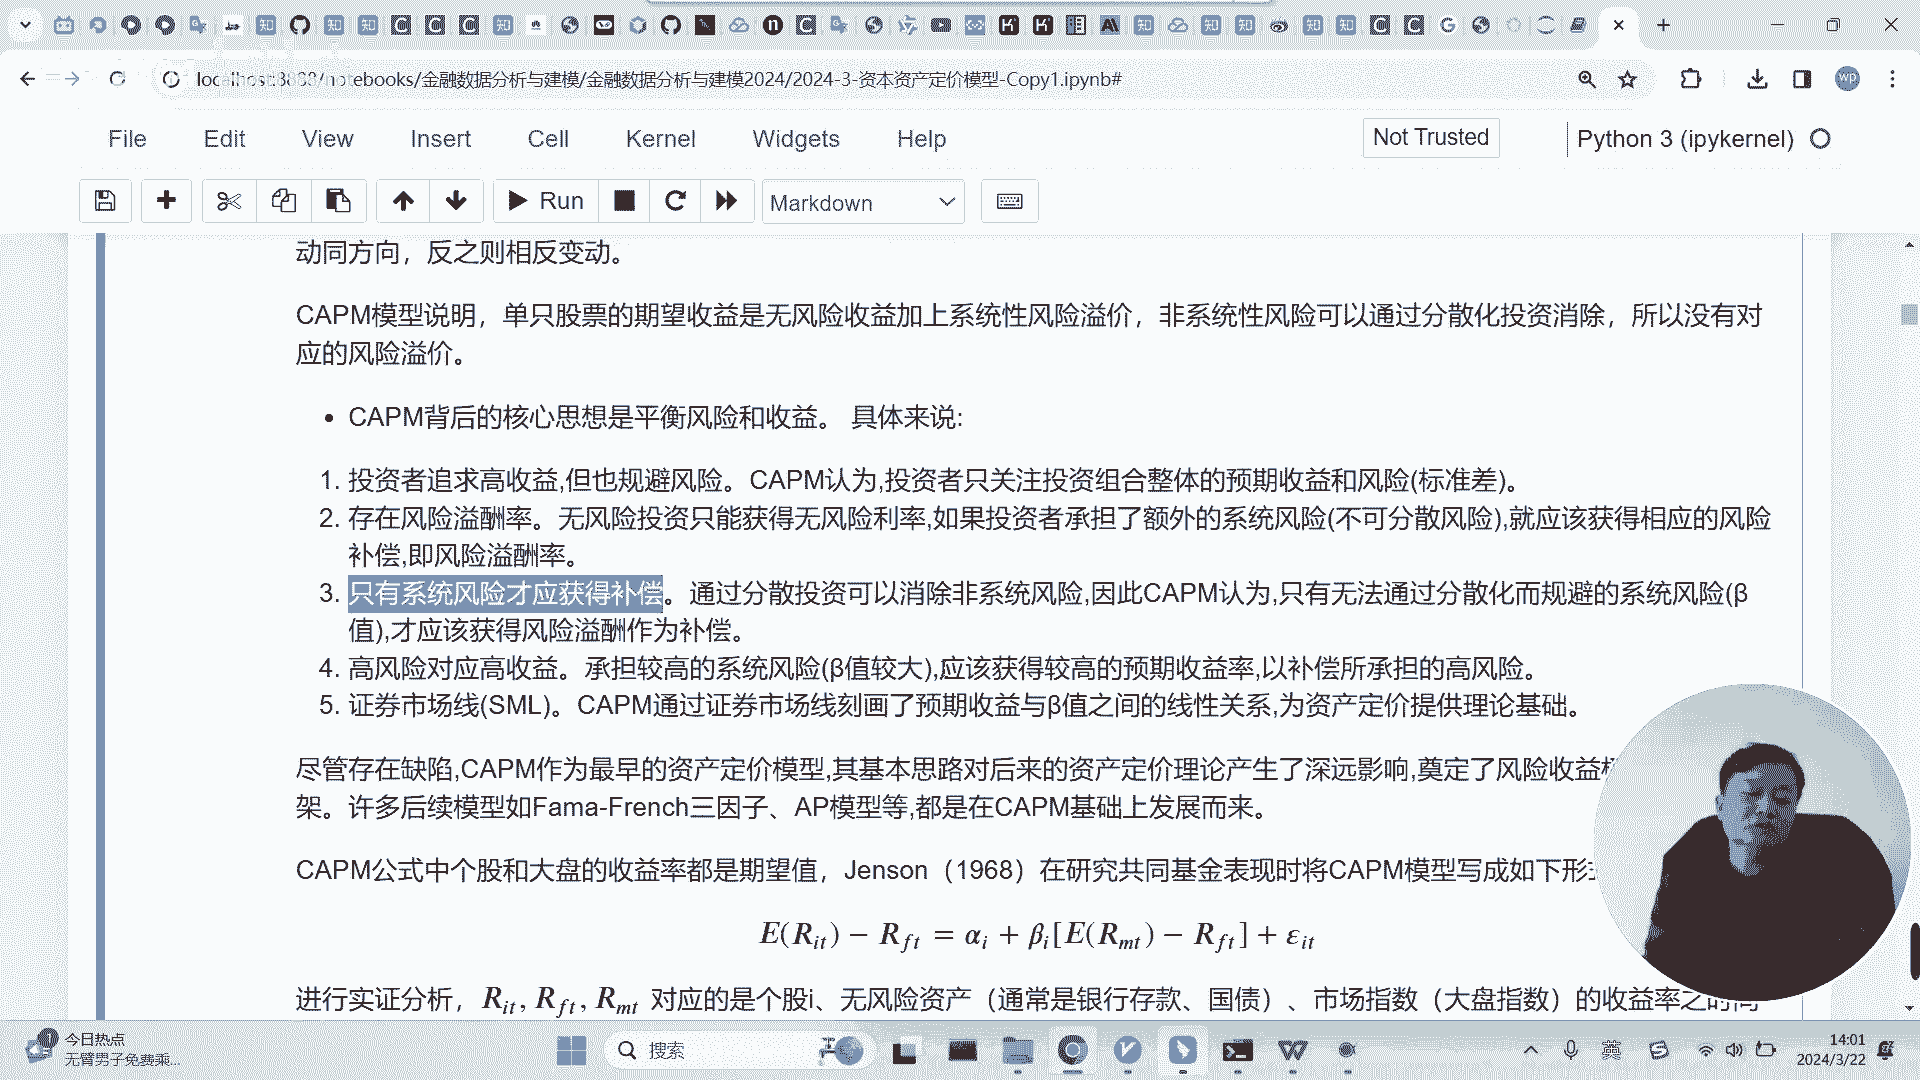 localhost:8888/notebooks/金融数据分析与建模/金融数据分析与建模2024/2024-3-资本资产定价模型-Copy1.ipynb#
wp
File Edit View Insert Cell Kernel Widgets Help
Not Trusted
Python 3 (ipykernel)
Run
Markdown
动同方向，反之则相反变动。
CAPM模型说明，单只股票的期望收益是无风险收益加上系统性风险溢价，非系统性风险可以通过分散化投资消除，所以没有对
应的风险溢价。
• CAPM背后的核心思想是平衡风险和收益。 具体来说:
1. 投资者追求高收益,但也规避风险。CAPM认为,投资者只关注投资组合整体的预期收益和风险(标准差)。
2. 存在风险溢酬率。无风险投资只能获得无风险利率,如果投资者承担了额外的系统风险(不可分散风险),就应该获得相应的风险
补偿,即风险溢酬率。
3. 只有系统风险才应获得补偿。通过分散投资可以消除非系统风险,因此CAPM认为,只有无法通过分散化而规避的系统风险(β
值),才应该获得风险溢酬作为补偿。
4. 高风险对应高收益。承担较高的系统风险(β值较大),应该获得较高的预期收益率,以补偿所承担的高风险。
5. 证券市场线(SML)。CAPM通过证券市场线刻画了预期收益与β值之间的线性关系,为资产定价提供理论基础。
尽管存在缺陷,CAPM作为最早的资产定价模型,其基本思路对后来的资产定价理论产生了深远影响,奠定了风险收益
架。许多后续模型如Fama-French三因子、AP模型等,都是在CAPM基础上发展而来。
CAPM公式中个股和大盘的收益率都是期望值，Jenson（1968）在研究共同基金表现时将CAPM模型写成如下形
E(R_it) − R_ft = α_i + β_i[E(R_mt) − R_ft] + ε_it
进行实证分析，R_it, R_ft, R_mt 对应的是个股i、无风险资产（通常是银行存款、国债）、市场指数（大盘指数）的收益率之时间
今日热点
无臂男子免费乘...
搜索
英
14:01
2024/3/22